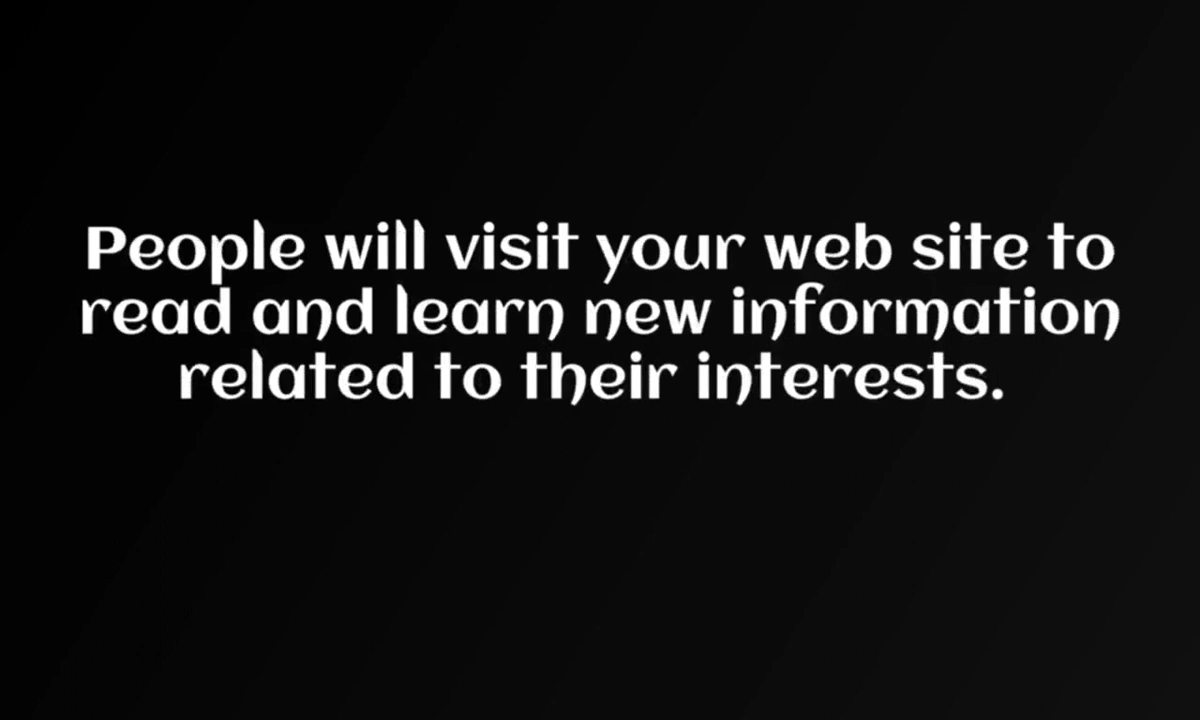 People will visit your web site to
read and learn new information
related to their interests.